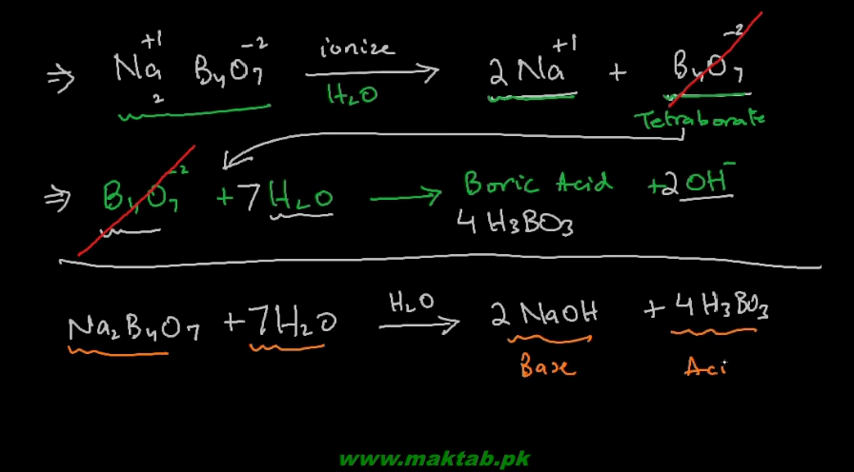 ⇒ Na₂⁺¹ B₄O₇⁻² ionize H₂O → 2Na⁺¹ + B₄O₇⁻²
Tetraborate
⇒ B₄O₇⁻² + 7H₂O → Boric Acid + 2OH⁻
4H₃BO₃
Na₂B₄O₇ + 7H₂O H₂O → 2NaOH + 4H₃BO₃
Base Aci
www.maktab.pk